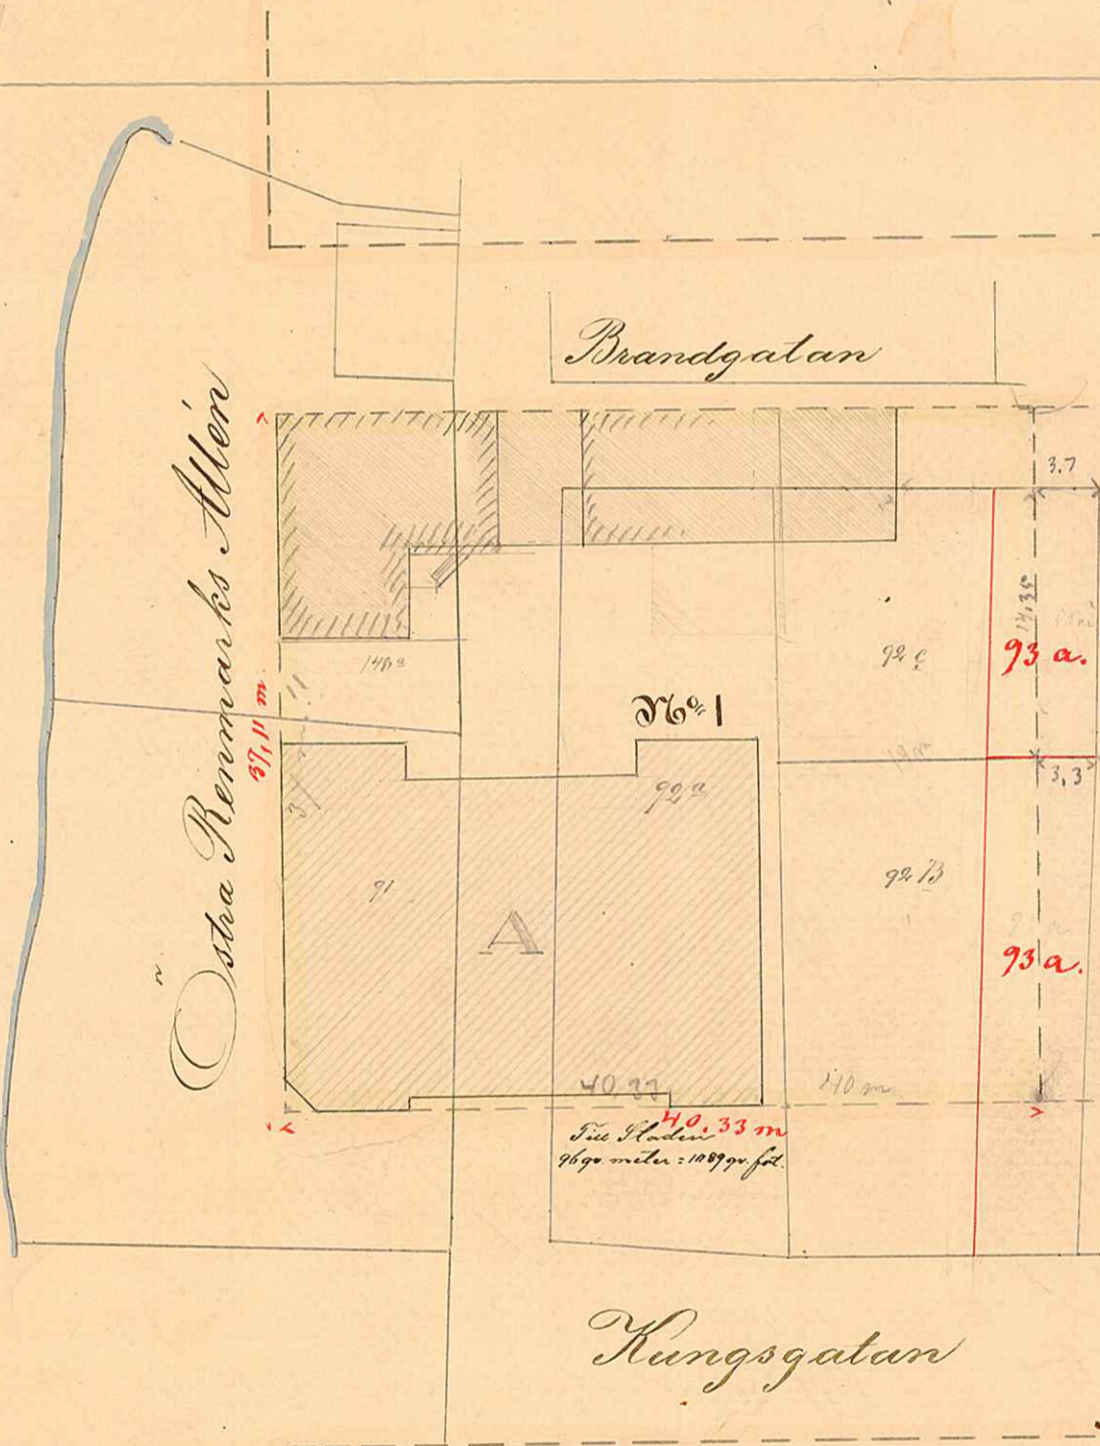 Brandgatan
3.7
14,35
92 c
93 a.
Östra Renmarks Allén
37,11 m
No 1
92 a
3,3
91
92 B
A
93 a.
40.33
40.33 m
Till Staden
96 qv. meter = 1089 qv. fot.
Kungsgatan